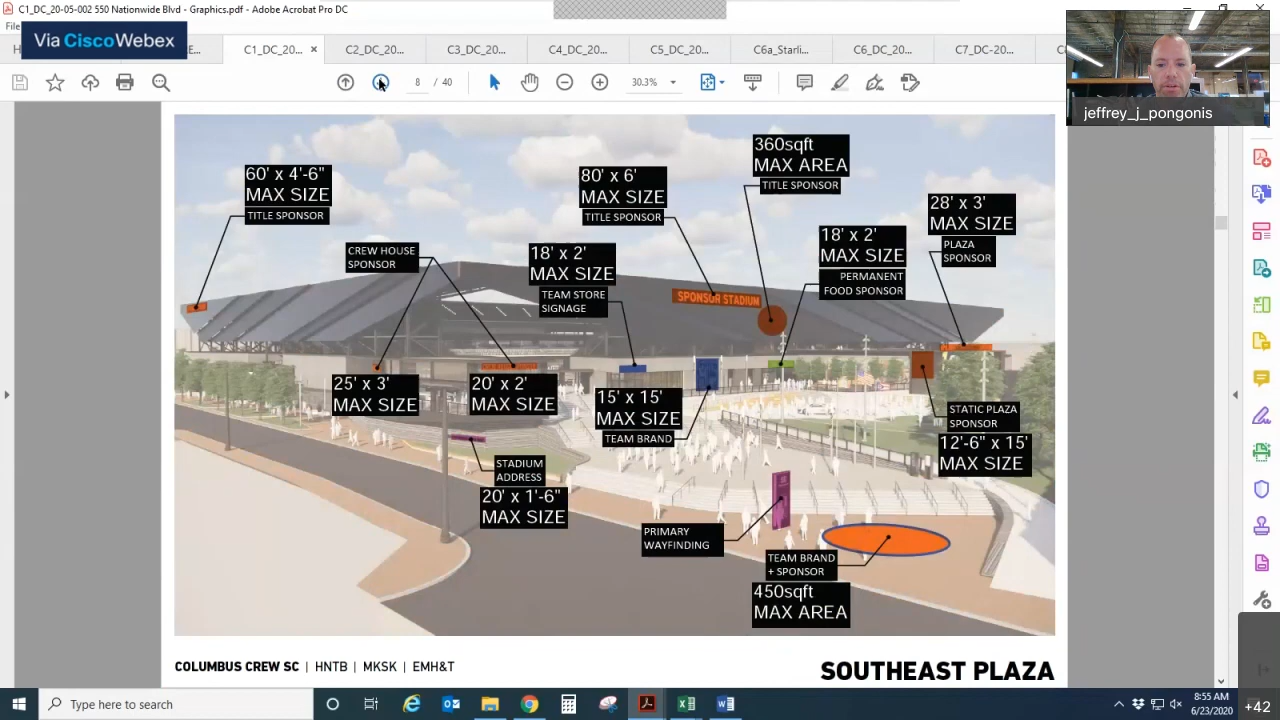 C1_DC_20-05-002 550 Nationwide Blvd - Graphics.pdf - Adobe Acrobat Pro DC
Via Cisco Webex
C1_DC_20... ×
C2_DC_20...
C3_DC_20...
C4_DC_20...
C5_DC_20...
C6a_Starli...
C6_DC_20...
C7_DC-20...
8 / 40
30.3%
jeffrey_j_pongonis
360sqft
MAX AREA
TITLE SPONSOR
60' x 4'-6"
MAX SIZE
TITLE SPONSOR
80' x 6'
MAX SIZE
TITLE SPONSOR
28' x 3'
MAX SIZE
PLAZA
SPONSOR
CREW HOUSE
SPONSOR
18' x 2'
MAX SIZE
TEAM STORE
SIGNAGE
18' x 2'
MAX SIZE
PERMANENT
FOOD SPONSOR
SPONSOR STADIUM
25' x 3'
MAX SIZE
20' x 2'
MAX SIZE
15' x 15'
MAX SIZE
TEAM BRAND
STATIC PLAZA
SPONSOR
12'-6" x 15'
MAX SIZE
STADIUM
ADDRESS
20' x 1'-6"
MAX SIZE
PRIMARY
WAYFINDING
TEAM BRAND
+ SPONSOR
450sqft
MAX AREA
COLUMBUS CREW SC | HNTB | MKSK | EMH&T
SOUTHEAST PLAZA
Type here to search
8:55 AM
6/23/2020
+42